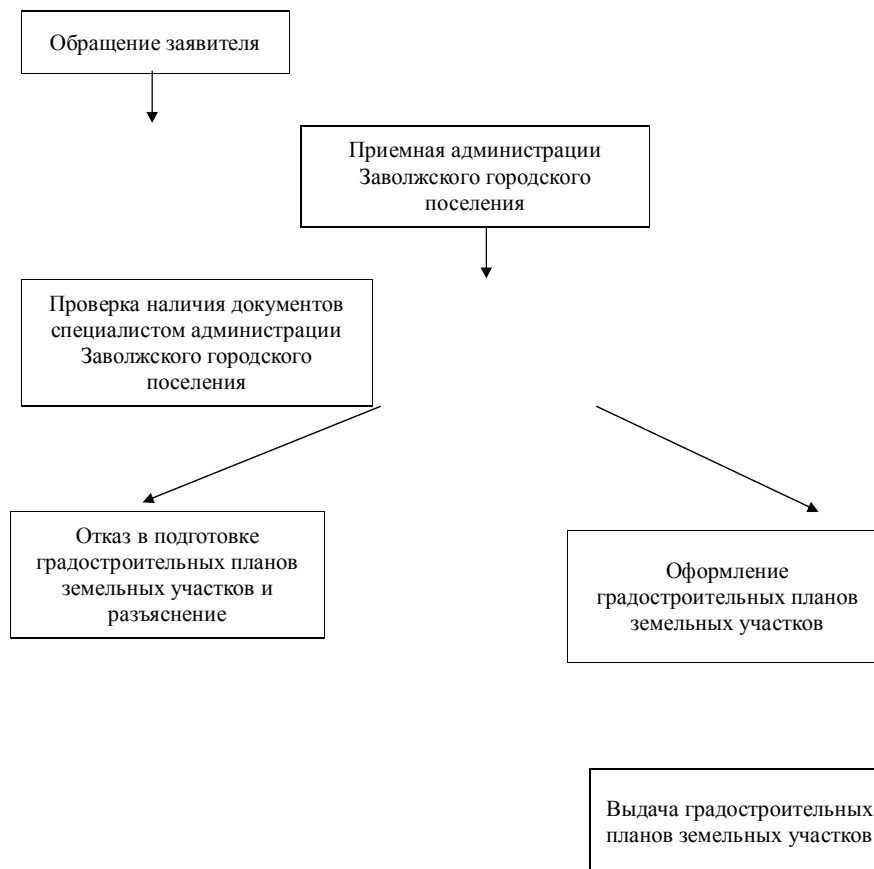 Обращение заявителя
Приемная администрации
Заволжского городского
поселения
Проверка наличия документов
специалистом администрации
Заволжского городского
поселения
Отказ в подготовке
градостроительных планов
земельных участков и
разъяснение
Оформление
градостроительных планов
земельных участков
Выдача градостроительных
планов земельных участков